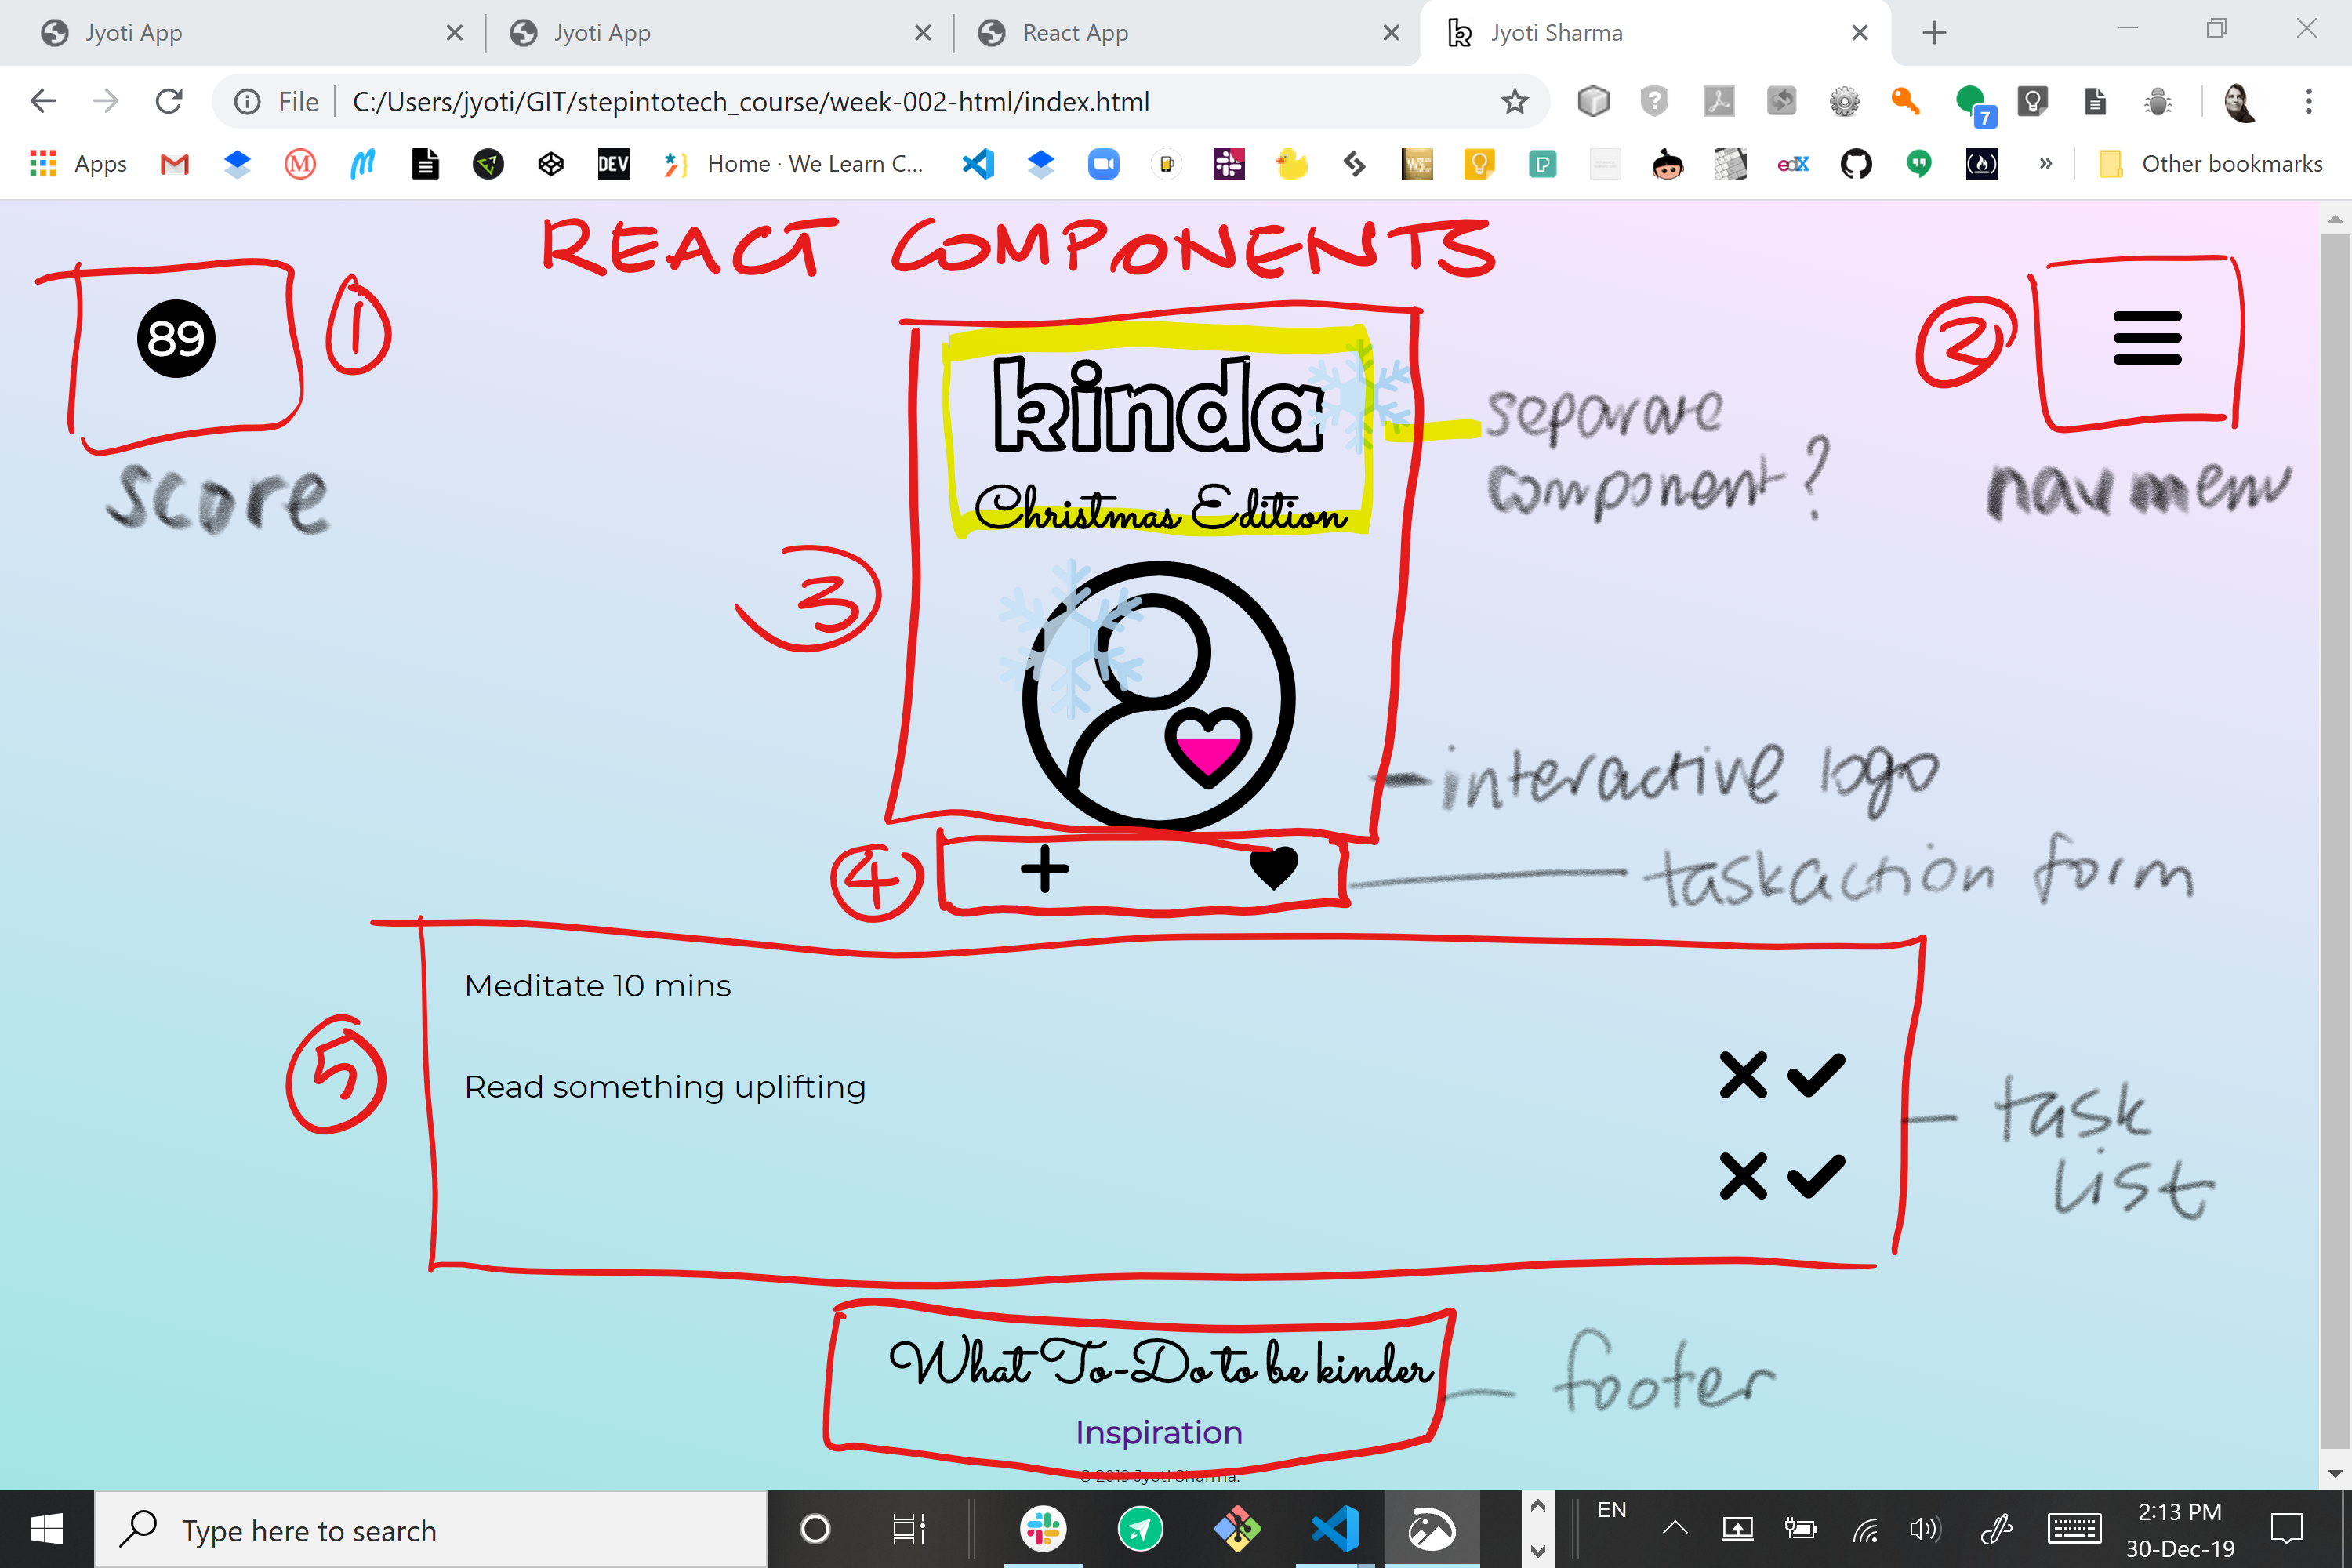 Jyoti App
Jyoti App
React App
Jyoti Sharma
File
C:/Users/jyoti/GIT/stepintotech_course/week-002-html/index.html
7
Apps
DEV
Home · We Learn C...
edX
Other bookmarks
REACT COMPONENTS
89
1
2
score
nav menu
kinda
Christmas Edition
separate
component?
3
interactive logo
4
taskaction form
Meditate 10 mins
5
Read something uplifting
task
list
What To-Do to be kinder
footer
Inspiration
© 2019 Jyoti Sharma.
Type here to search
EN
2:13 PM
30-Dec-19